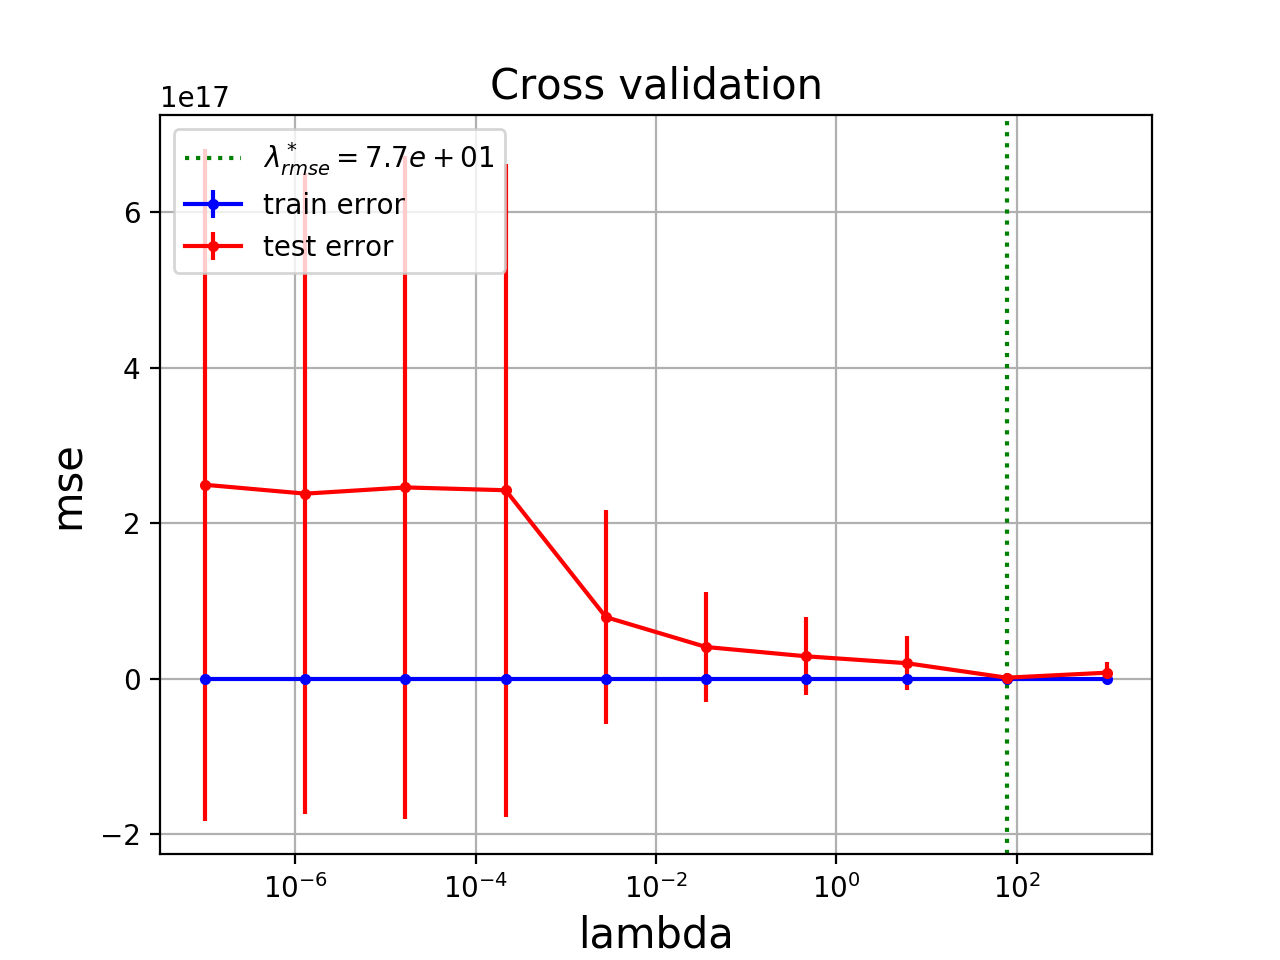 Cross validation
1e17
λ*rmse = 7.7e + 01
train error
test error
6
4
2
0
−2
mse
10⁻⁶ 10⁻⁴ 10⁻² 10⁰ 10²
lambda